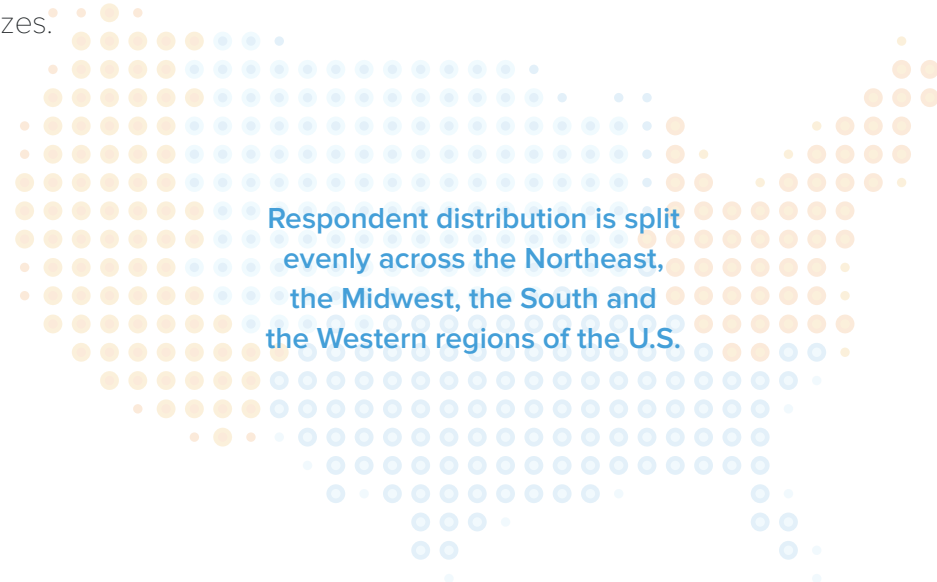 zes.
Respondent distribution is split
evenly across the Northeast,
the Midwest, the South and
the Western regions of the U.S.